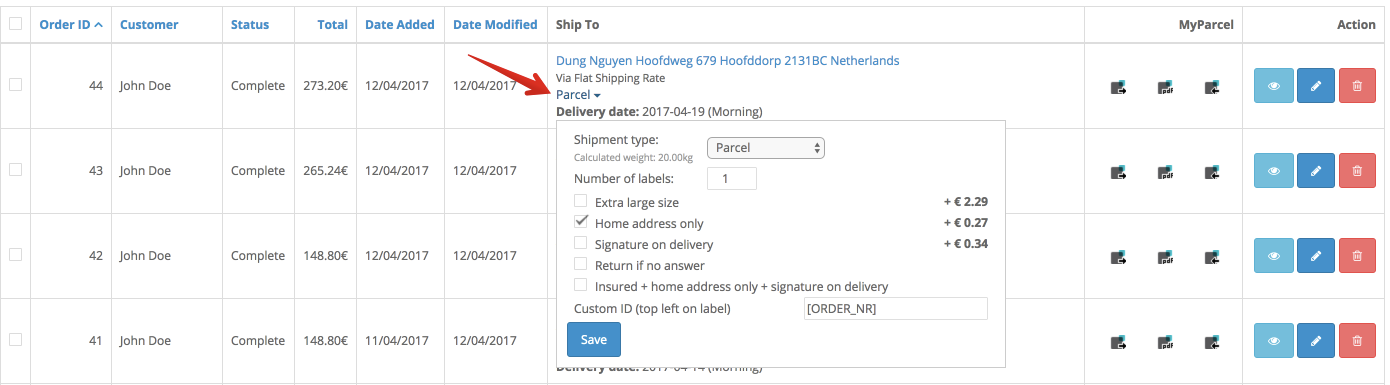 Order ID Customer Status Total Date Added Date Modified Ship To MyParcel Action
Dung Nguyen Hoofdweg 679 Hoofddorp 2131BC Netherlands
Via Flat Shipping Rate
44 John Doe Complete 273.20€ 12/04/2017 12/04/2017 pdf
Parcel
Delivery date: 2017-04-19 (Morning)
Shipment type: Parcel
Calculated weight: 20.00kg
43 John Doe Complete 265.24€ 12/04/2017 12/04/2017 pdf
Number of labels: 1
Extra large size + € 2.29
Home address only + € 0.27
Signature on delivery + € 0.34
42 John Doe Complete 148.80€ 12/04/2017 12/04/2017 pdf
Return if no answer
Insured + home address only + signature on delivery
Custom ID (top left on label) [ORDER_NR]
41 John Doe Complete 148.80€ 11/04/2017 12/04/2017 pdf
Save
Delivery date: 2017-04-14 (Morning)